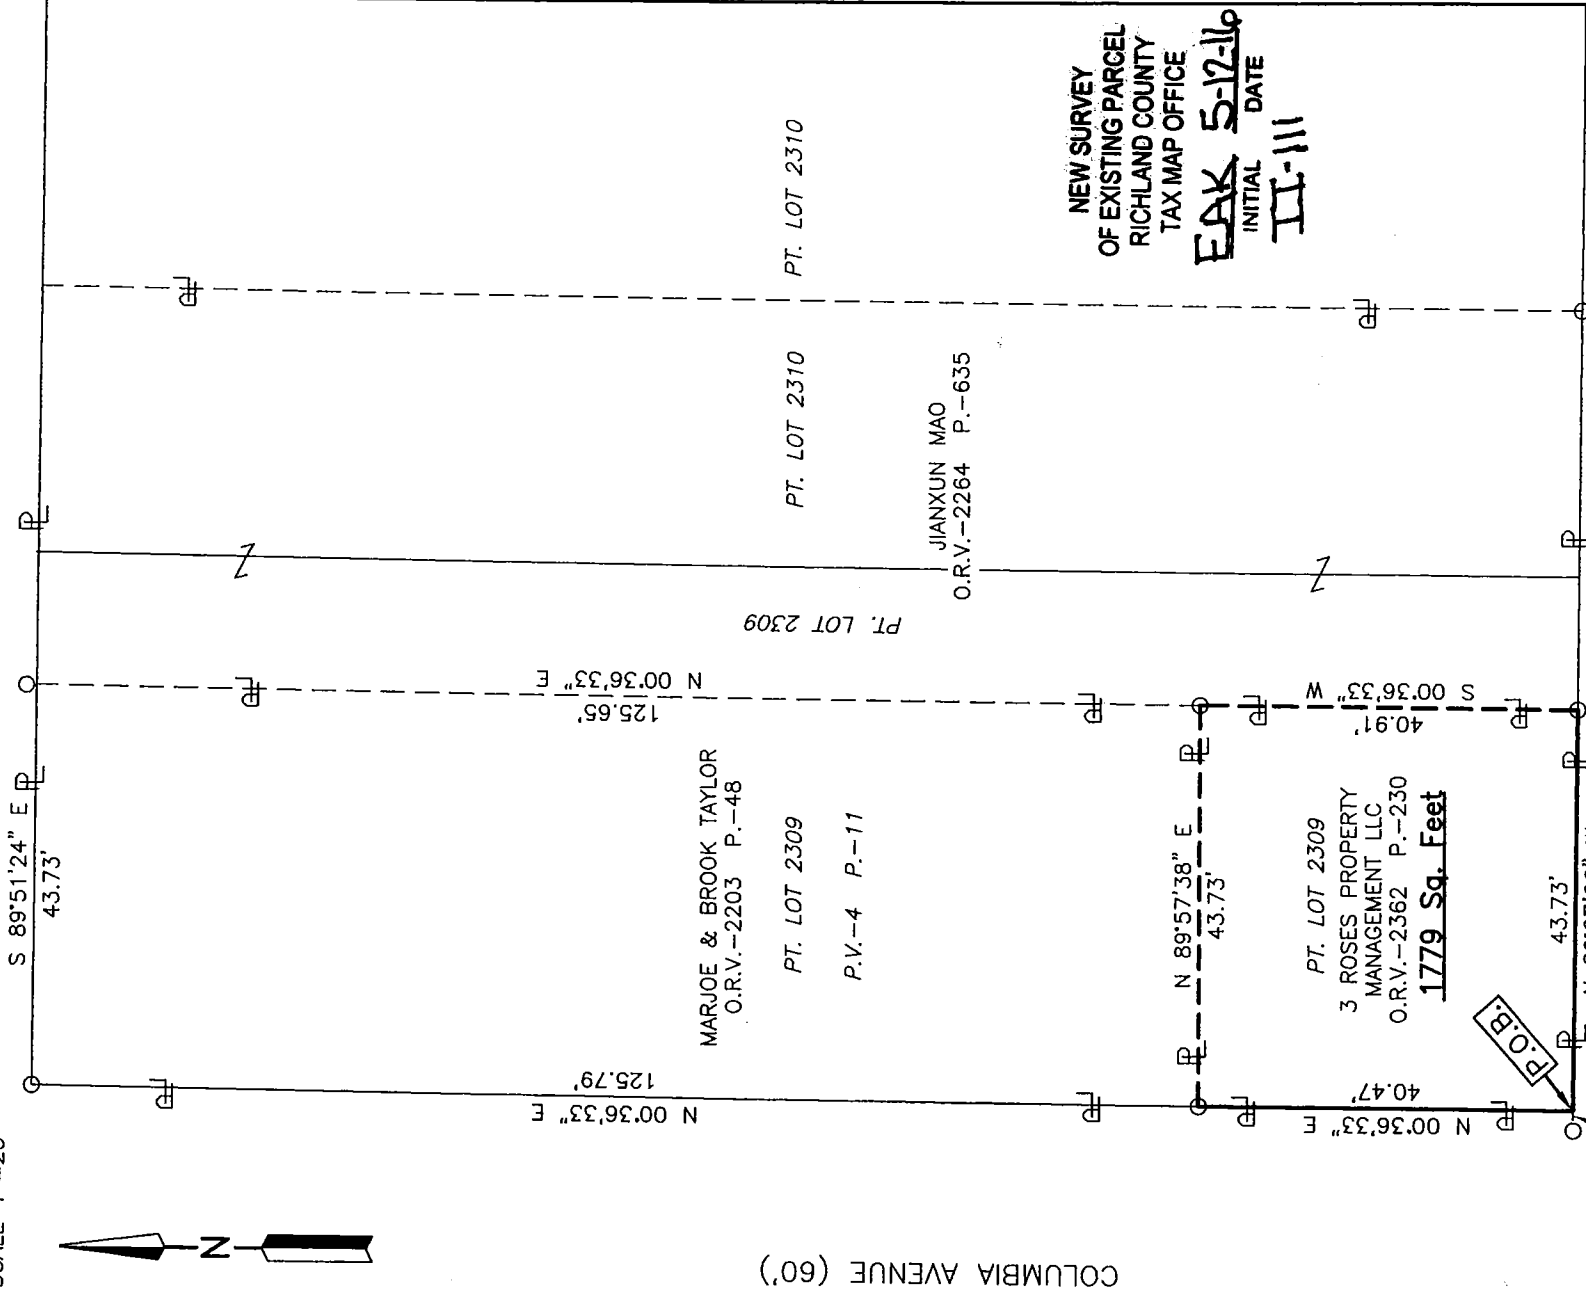 S 89°51'24" E
43.73'
N
COLUMBIA AVENUE (60')
N 00°36'33" E
125.79'
MARJOE & BROOK TAYLOR
O.R.V.-2203 P.-48
PT. LOT 2309
P.V.-4 P.-11
125.65'
N 00°36'33" E
PT. LOT 2309
PT. LOT 2310
JIANXUN MAO
O.R.V.-2264 P.-635
PT. LOT 2310
NEW SURVEY
OF EXISTING PARCEL
RICHLAND COUNTY
TAX MAP OFFICE
EAK 5-12-16
INITIAL DATE
II-111
N 89°57'38" E
43.73'
N 00°36'33" E
40.47'
PT. LOT 2309
3 ROSES PROPERTY
MANAGEMENT LLC
O.R.V.-2362 P.-230
1779 Sq. Feet
40.91'
S 00°36'33" W
P.O.B.
43.73'